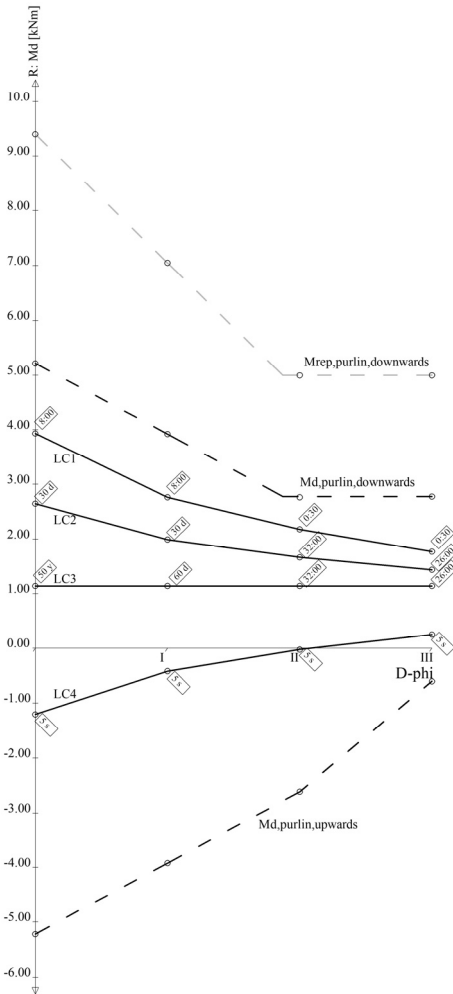 R: Md [kNm]
10.0
9.00
8.00
7.00
6.00
Mrep,purlin,downwards
5.00
8:00
4.00
LC1
8:00
Md,purlin,downwards
3.00
30 d
0:30
LC2
30 d
0:30
2.00
32:00
26:00
50 y
LC3
60 d
32:00
26:00
1.00
0.00
I
II
III
.5 s
.5 s
.5 s
D-phi
LC4
-1.00
.5 s
-2.00
-3.00
Md,purlin,upwards
-4.00
-5.00
-6.00